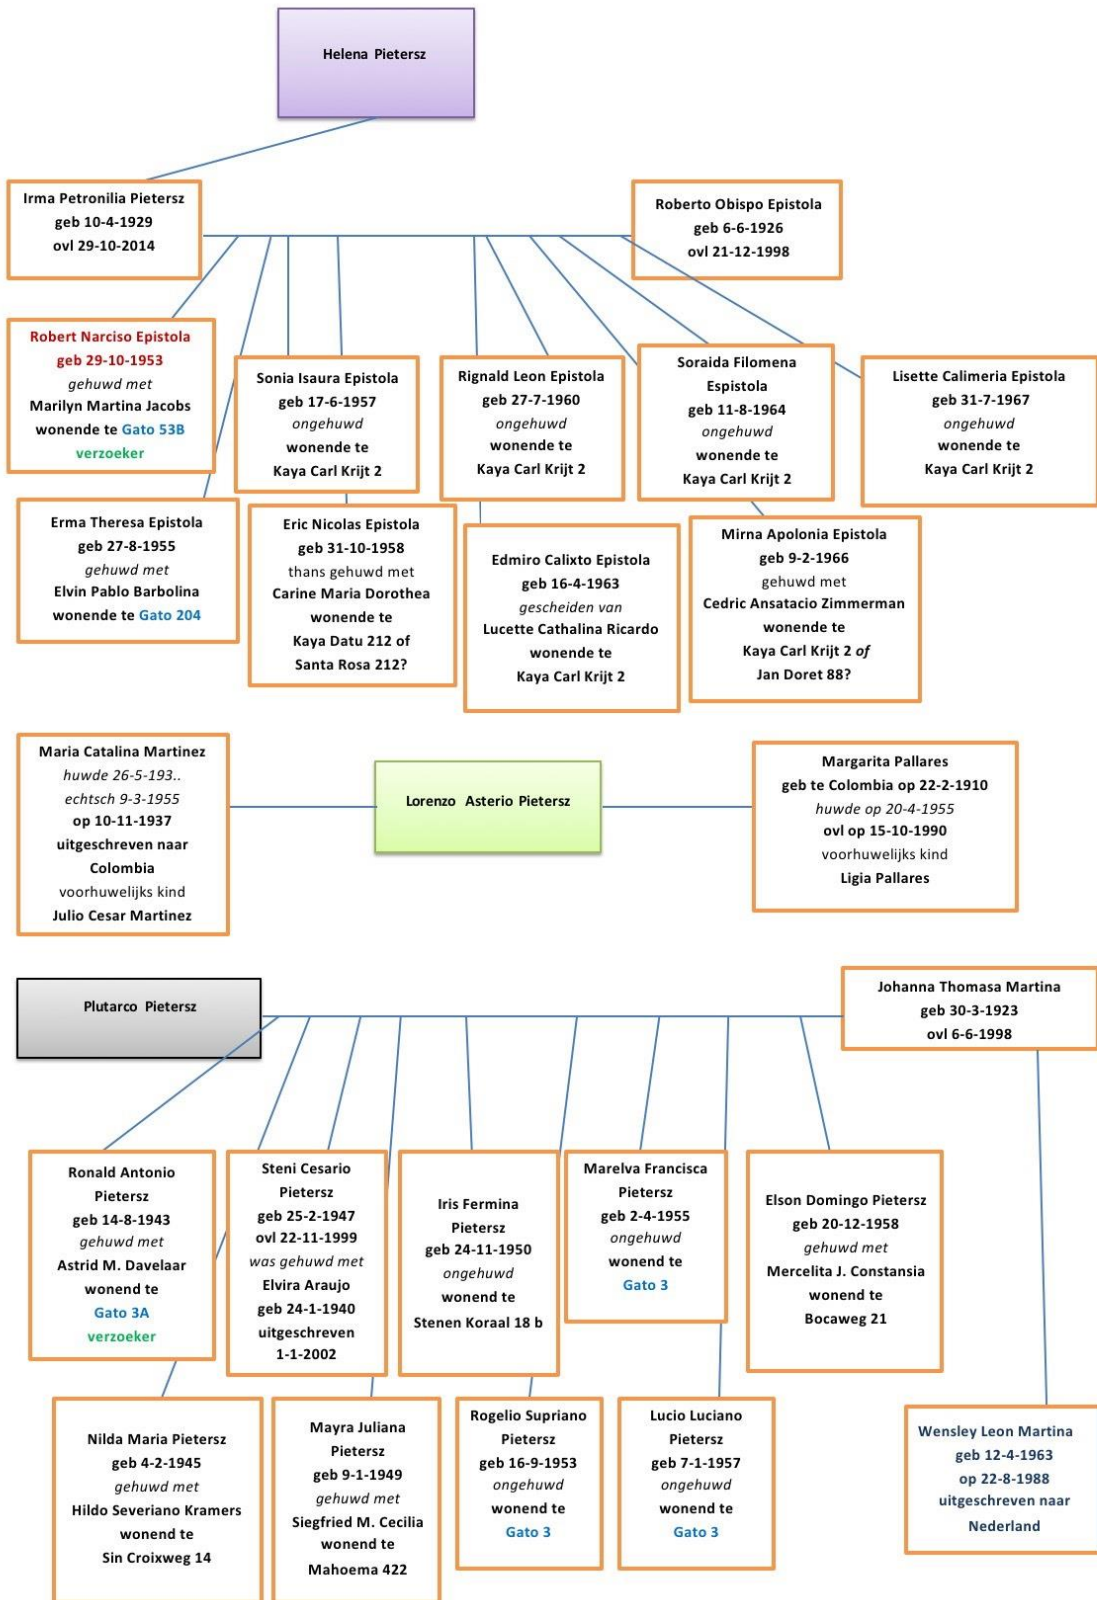 Helena Pietersz
Irma Petronilia Pietersz
geb 10-4-1929
ovl 29-10-2014
Roberto Obispo Epistola
geb 6-6-1926
ovl 21-12-1998
Robert Narciso Epistola
geb 29-10-1953
gehuwd met
Marilyn Martina Jacobs
wonende te Gato 53B
verzoeker
Sonia Isaura Epistola
geb 17-6-1957
ongehuwd
wonende te
Kaya Carl Krijt 2
Rignald Leon Epistola
geb 27-7-1960
ongehuwd
wonende te
Kaya Carl Krijt 2
Soraida Filomena
Espistola
geb 11-8-1964
ongehuwd
wonende te
Kaya Carl Krijt 2
Lisette Calimeria Epistola
geb 31-7-1967
ongehuwd
wonende te
Kaya Carl Krijt 2
Erma Theresa Epistola
geb 27-8-1955
gehuwd met
Elvin Pablo Barbolina
wonende te Gato 204
Eric Nicolas Epistola
geb 31-10-1958
thans gehuwd met
Carine Maria Dorothea
wonende te
Kaya Datu 212 of
Santa Rosa 212?
Edmiro Calixto Epistola
geb 16-4-1963
gescheiden van
Lucette Cathalina Ricardo
wonende te
Kaya Carl Krijt 2
Mirna Apolonia Epistola
geb 9-2-1966
gehuwd met
Cedric Ansatacio Zimmerman
wonende te
Kaya Carl Krijt 2 of
Jan Doret 88?
Maria Catalina Martinez
huwde 26-5-193..
echtsch 9-3-1955
op 10-11-1937
uitgeschreven naar
Colombia
voorhuwelijks kind
Julio Cesar Martinez
Lorenzo Asterio Pietersz
Margarita Pallares
geb te Colombia op 22-2-1910
huwde op 20-4-1955
ovl op 15-10-1990
voorhuwelijks kind
Ligia Pallares
Plutarco Pietersz
Johanna Thomasa Martina
geb 30-3-1923
ovl 6-6-1998
Ronald Antonio
Pietersz
geb 14-8-1943
gehuwd met
Astrid M. Davelaar
wonend te
Gato 3A
verzoeker
Steni Cesario
Pietersz
geb 25-2-1947
ovl 22-11-1999
was gehuwd met
Elvira Araujo
geb 24-1-1940
uitgeschreven
1-1-2002
Iris Fermina
Pietersz
geb 24-11-1950
ongehuwd
wonend te
Stenen Koraal 18 b
Marelva Francisca
Pietersz
geb 2-4-1955
ongehuwd
wonend te
Gato 3
Elson Domingo Pietersz
geb 20-12-1958
gehuwd met
Mercelita J. Constansia
wonend te
Bocaweg 21
Nilda Maria Pietersz
geb 4-2-1945
gehuwd met
Hildo Severiano Kramers
wonend te
Sin Croixweg 14
Mayra Juliana
Pietersz
geb 9-1-1949
gehuwd met
Siegfried M. Cecilia
wonend te
Mahoema 422
Rogelio Supriano
Pietersz
geb 16-9-1953
ongehuwd
wonend te
Gato 3
Lucio Luciano
Pietersz
geb 7-1-1957
ongehuwd
wonend te
Gato 3
Wensley Leon Martina
geb 12-4-1963
op 22-8-1988
uitgeschreven naar
Nederland